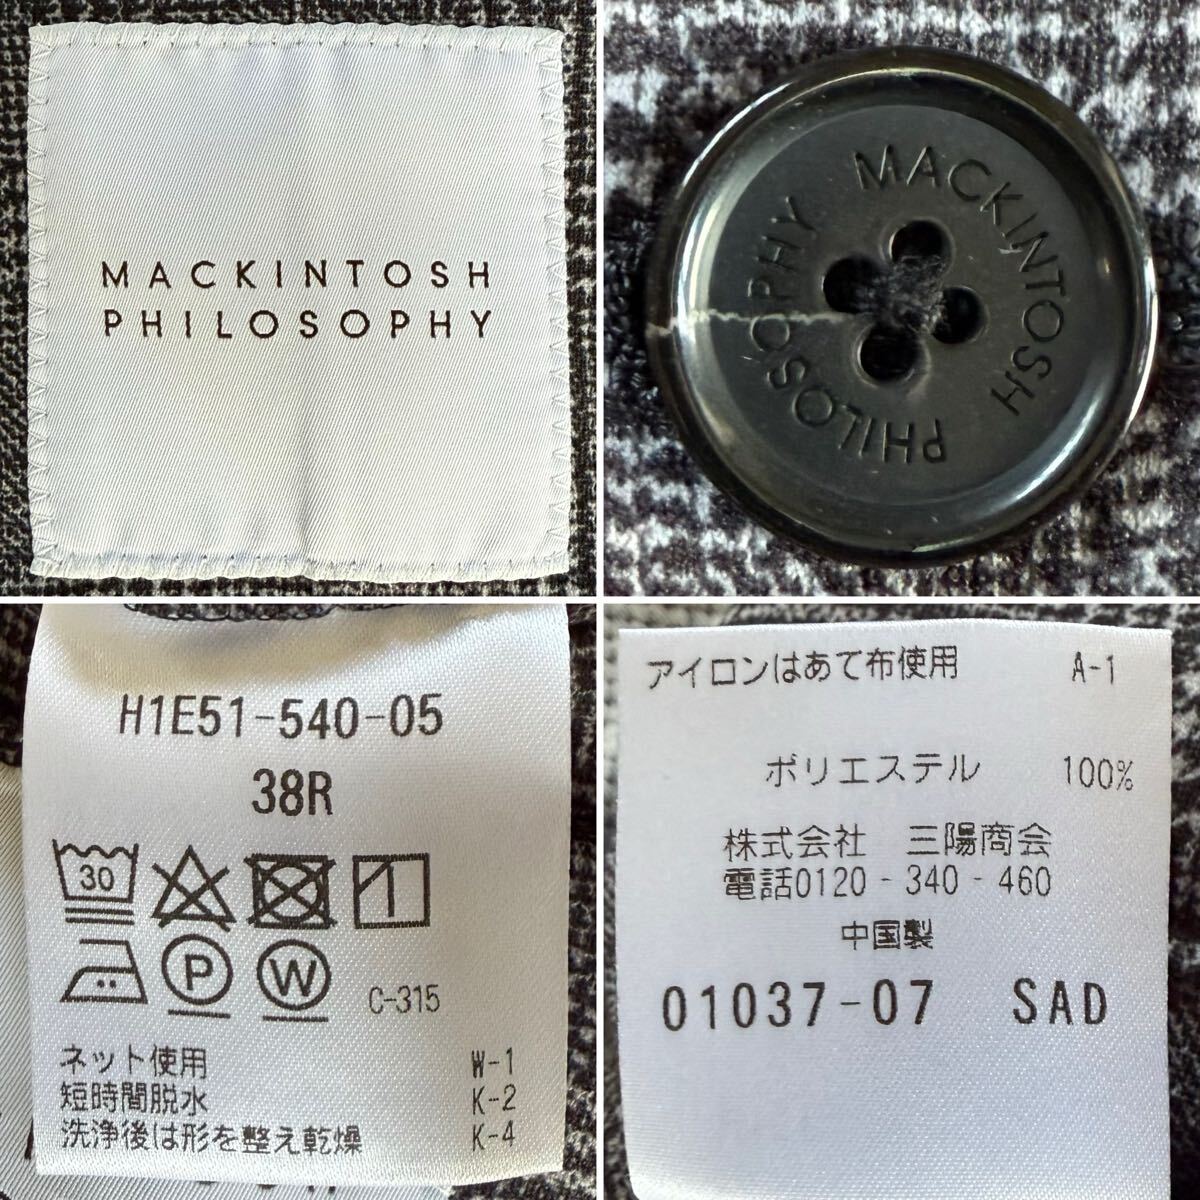 MACKINTOSH
PHILOSOPHY
MACKINTOSH
PHILOSOPHY
H1E51-540-05
38R
30
P
W
C-315
ネット使用 W-1
短時間脱水 K-2
洗浄後は形を整え乾燥 K-4
アイロンはあて布使用 A-1
ポリエステル 100%
株式会社 三陽商会
電話0120-340-460
中国製
01037-07 SAD